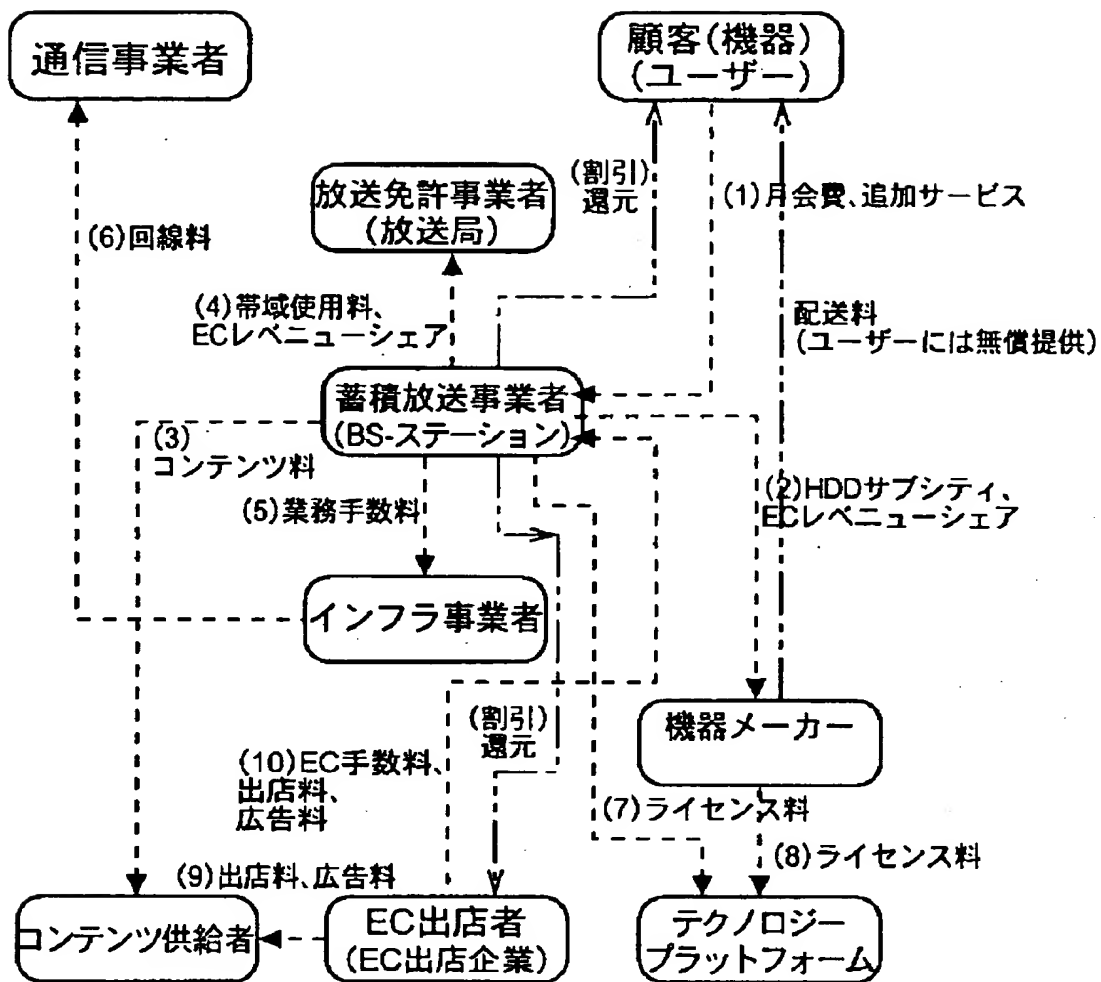 通信事業者
顧客(機器)
(ユーザー)
放送免許事業者
(放送局)
(割引)
還元
(1)月会費、追加サービス
(6)回線料
(4)帯域使用料、
ECレベニューシェア
配送料
(ユーザーには無償提供)
蓄積放送事業者
(BS-ステーション)
(3)
コンテンツ料
(2)HDDサブシティ、
ECレベニューシェア
(5)業務手数料
インフラ事業者
機器メーカー
(割引)
還元
(10)EC手数料、
出店料、
広告料
(7)ライセンス料
(8)ライセンス料
(9)出店料、広告料
コンテンツ供給者
EC出店者
(EC出店企業)
テクノロジー
プラットフォーム